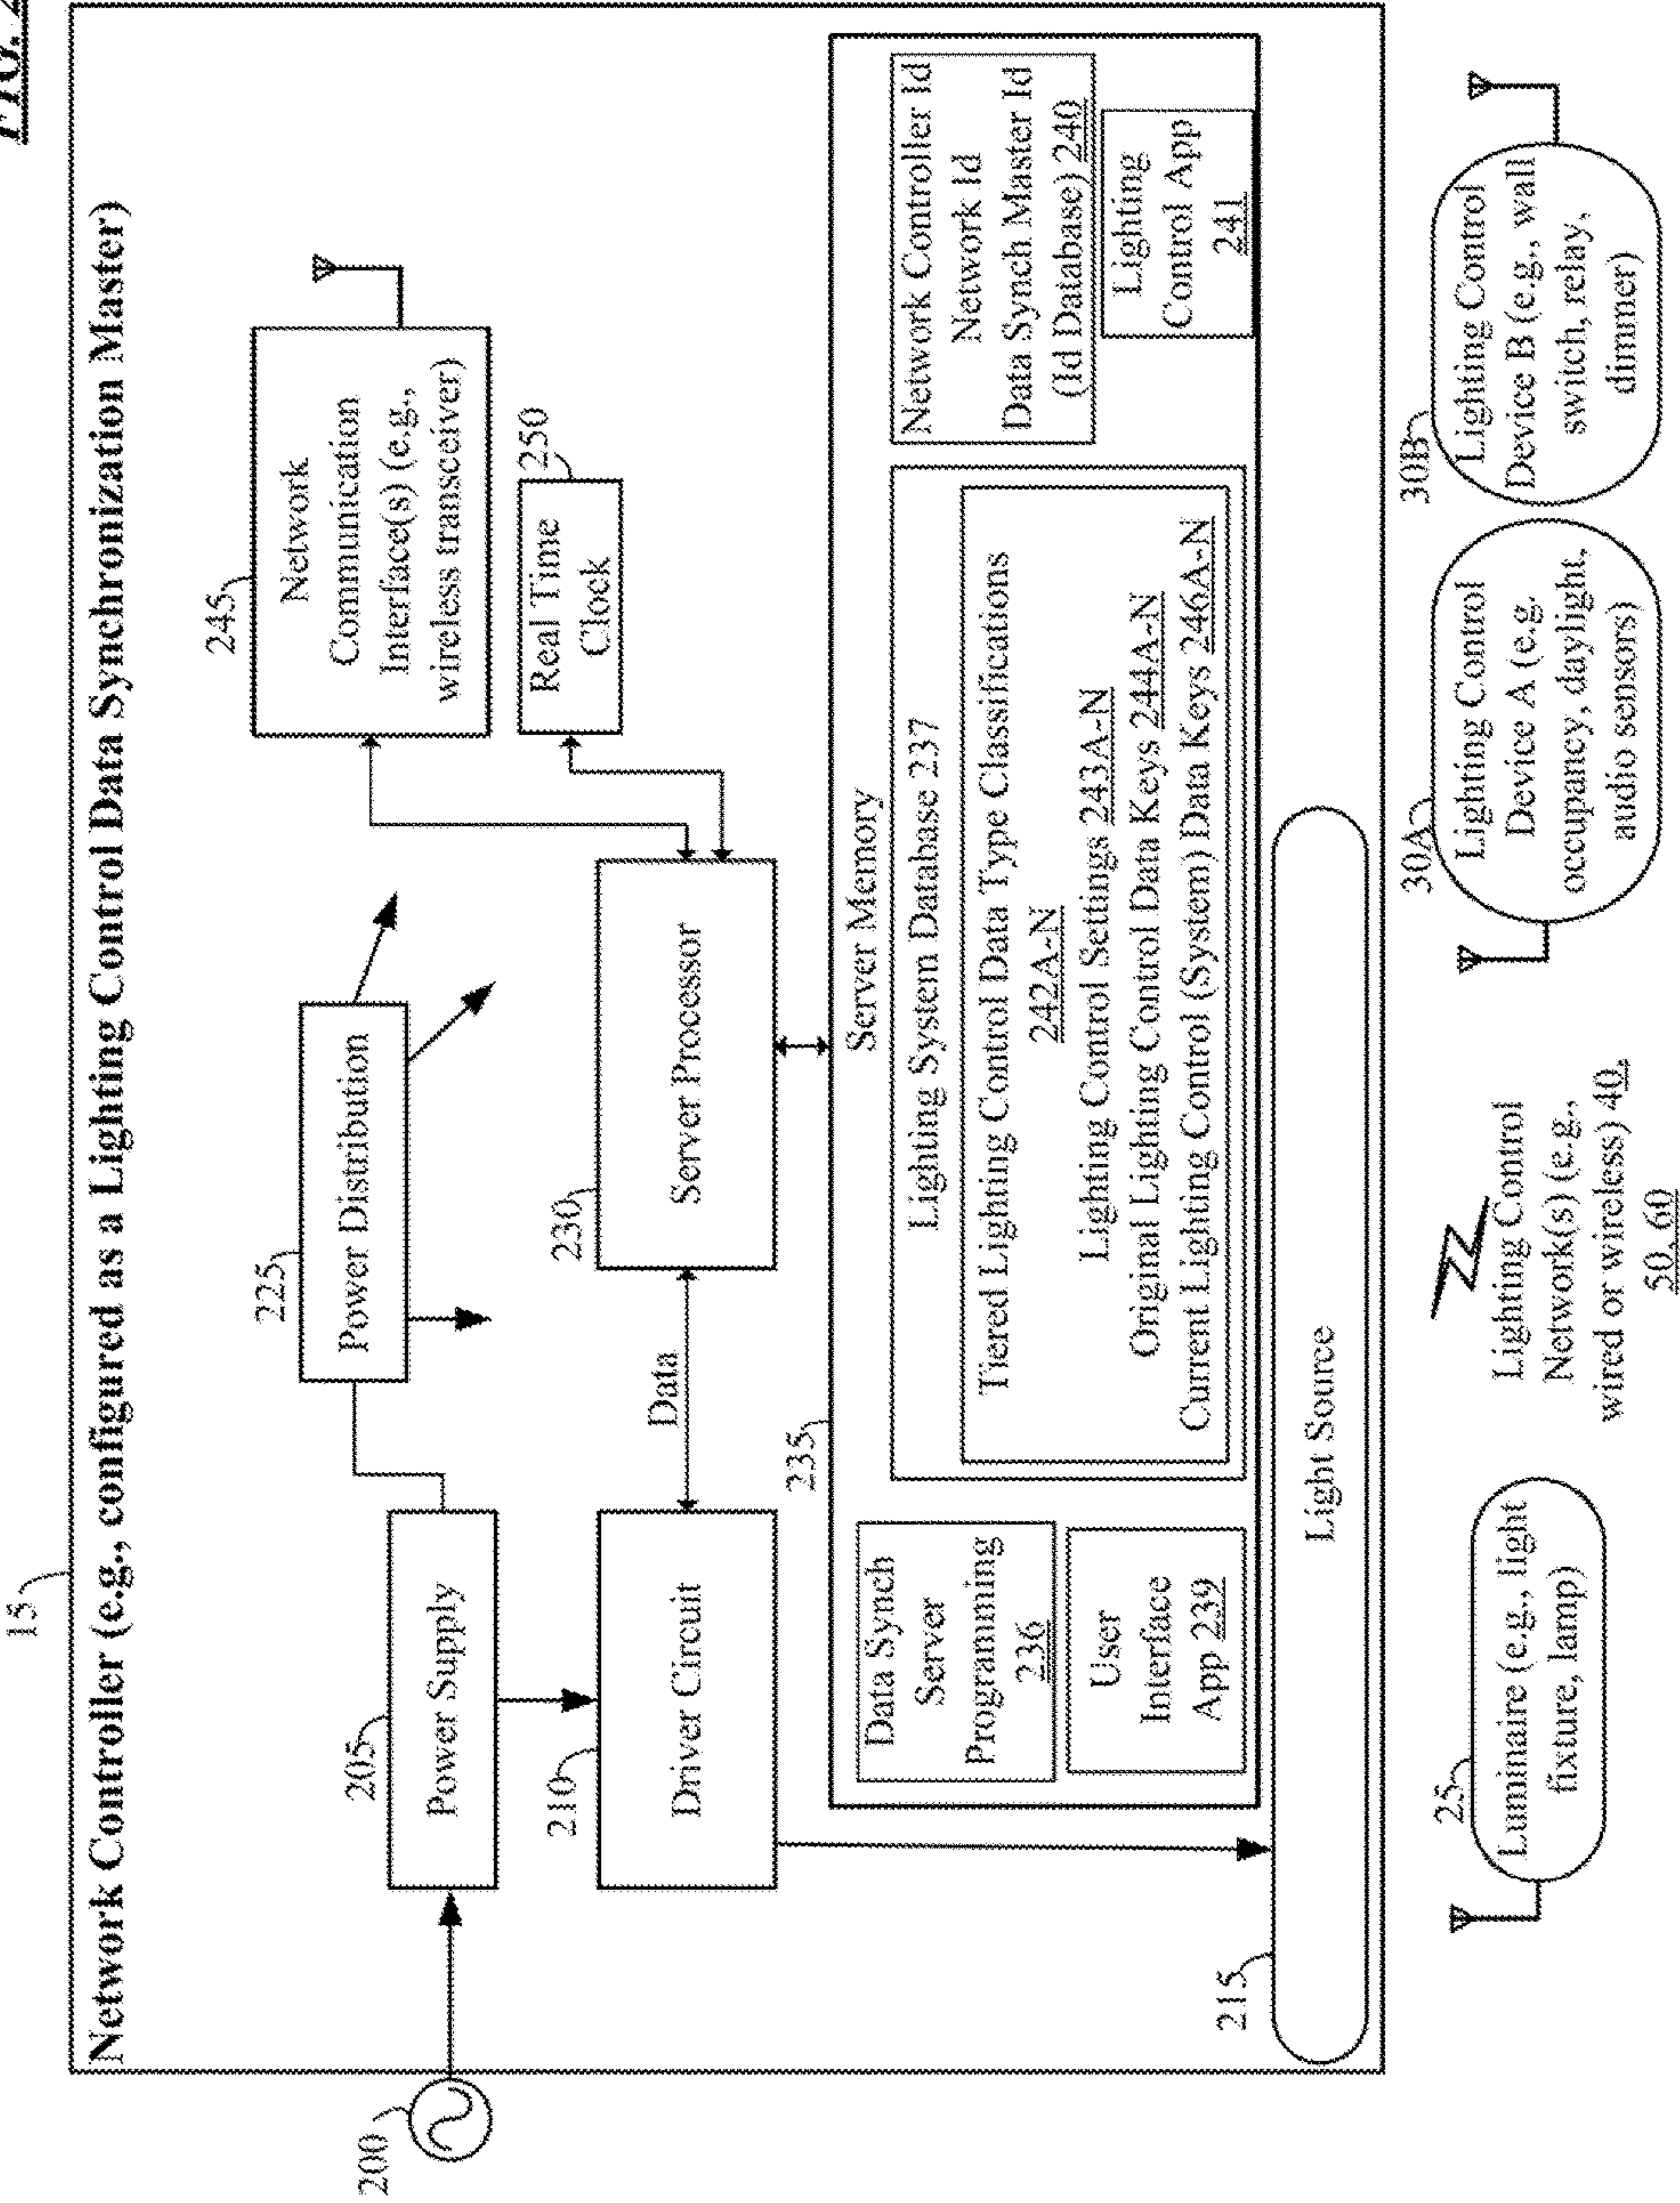 FIG. 2
15
Network Controller (e.g., configured as a Lighting Control Data Synchronization Master)
200
205
Power Supply
225
Power Distribution
245
Network
Communication
Interface(s) (e.g.,
wireless transceiver)
250
Real Time
Clock
210
Driver Circuit
Data
230
Server Processor
235
Server Memory
Data Synch
Server
Programming
236
User
Interface
App 239
Lighting System Database 237
Tiered Lighting Control Data Type Classifications
242A-N
Lighting Control Settings 243A-N
Original Lighting Control Data Keys 244A-N
Current Lighting Control (System) Data Keys 246A-N
Network Controller Id
Network Id
Data Synch Master Id
(Id Database) 240
Lighting
Control App
241
215
Light Source
25
Luminaire (e.g., light
fixture, lamp)
Lighting Control
Network(s) (e.g.,
wired or wireless) 40,
50, 60
30A
Lighting Control
Device A (e.g.
occupancy, daylight,
audio sensors)
30B
Lighting Control
Device B (e.g., wall
switch, relay,
dimmer)